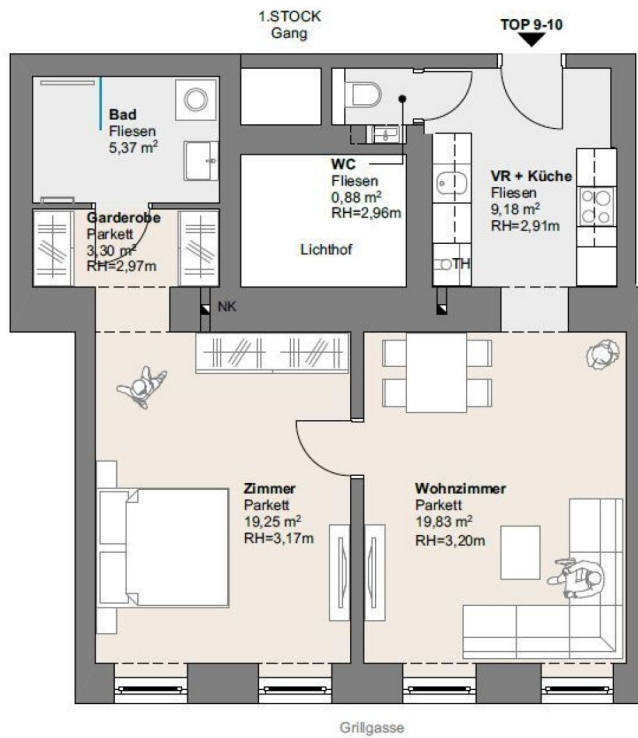 1.STOCK
Gang
TOP 9-10
Bad
Fliesen
5,37 m²
WC
Fliesen
0,88 m²
RH=2,96m
VR + Küche
Fliesen
9,18 m²
RH=2,91m
Garderobe
Parkett
3,30 m²
RH=2,97m
Lichthof
TH
NK
Zimmer
Parkett
19,25 m²
RH=3,17m
Wohnzimmer
Parkett
19,83 m²
RH=3,20m
Grillgasse